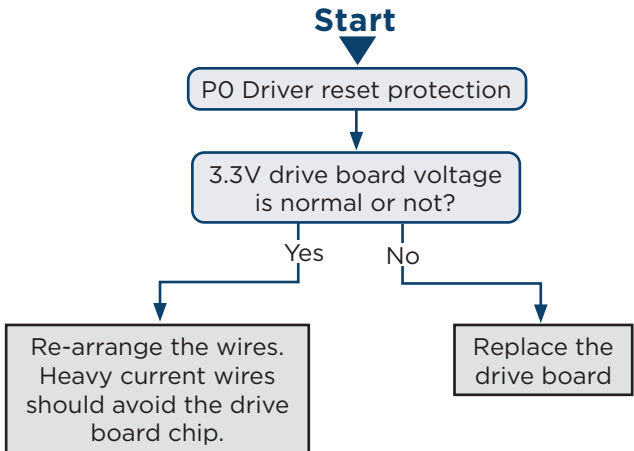 Start
P0 Driver reset protection
3.3V drive board voltage
is normal or not?
Yes
No
Re-arrange the wires.
Heavy current wires
should avoid the drive
board chip.
Replace the
drive board